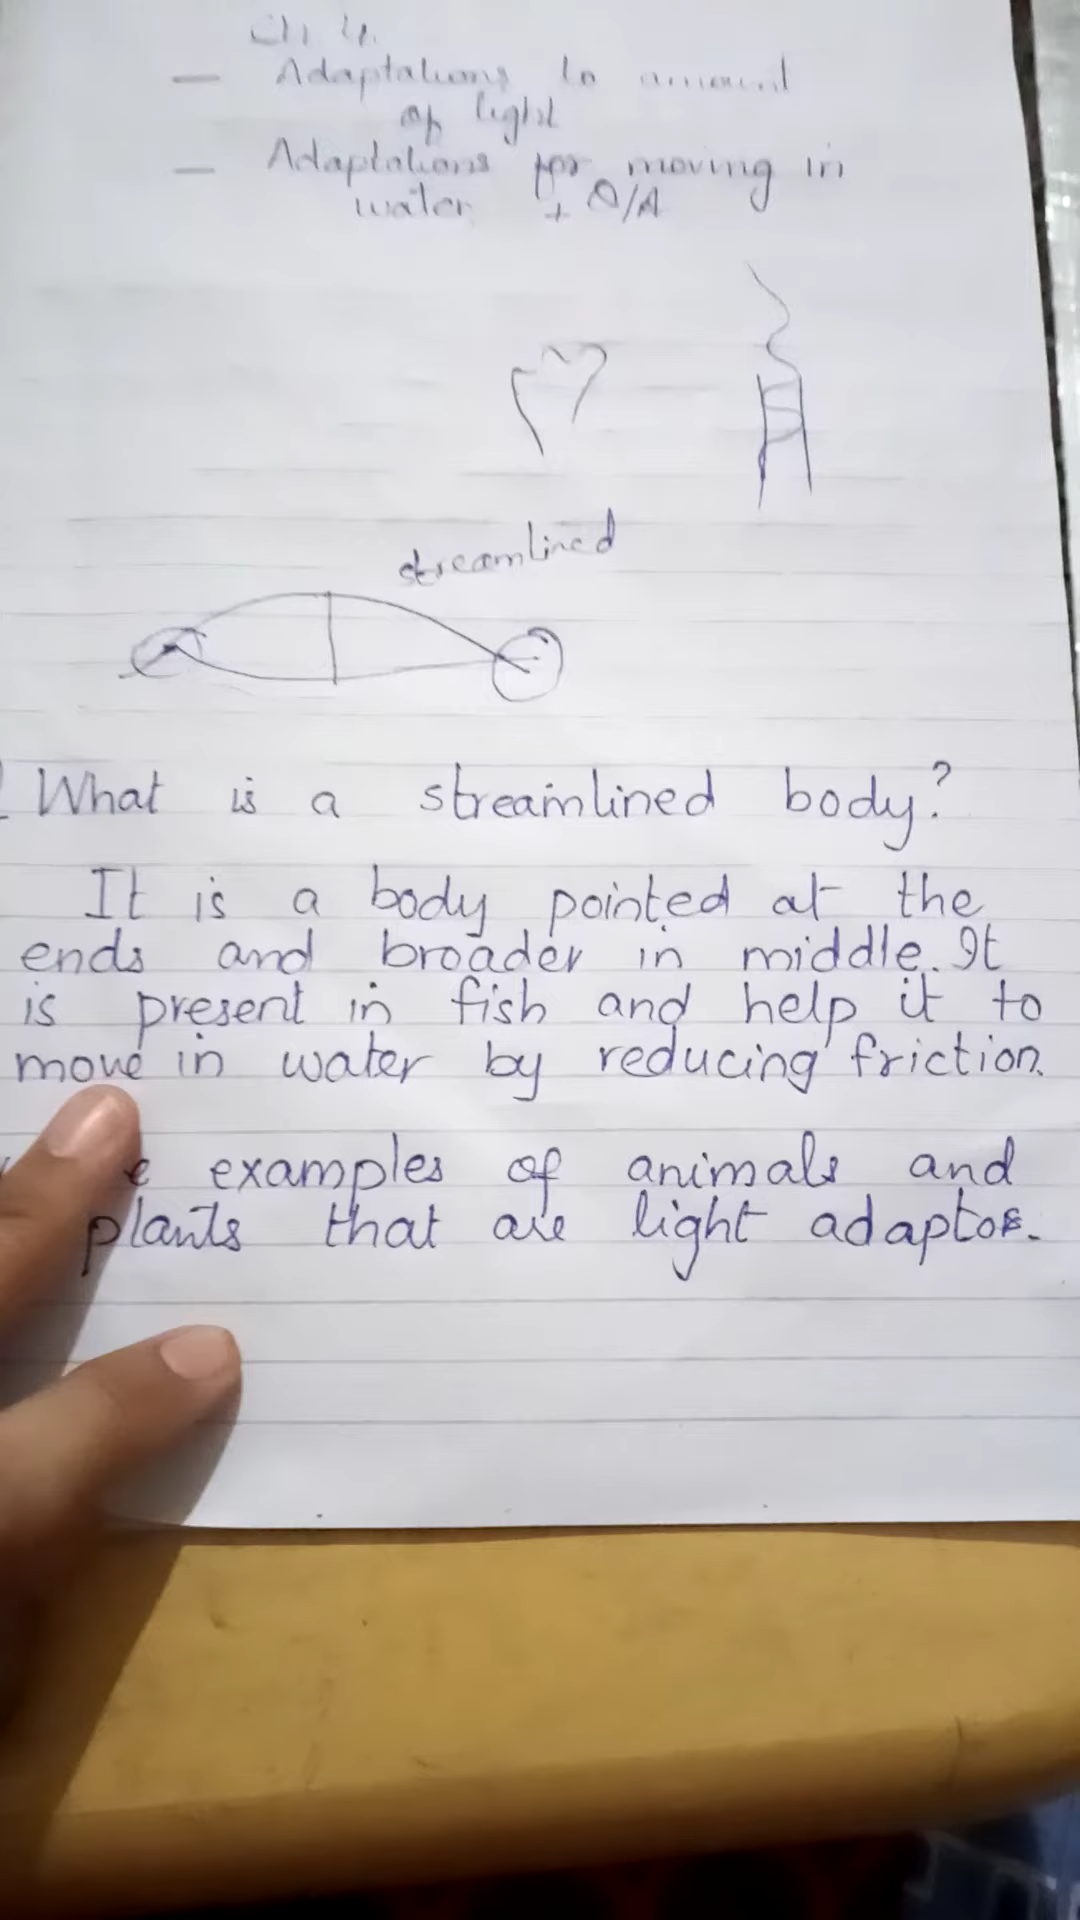 Ch 4.
— Adaptations to amount
of light
— Adaptations for moving in
water + Q/A
streamlined
What is a streamlined body?
It is a body pointed at the
ends and broader in middle. It
is present in fish and help it to
move in water by reducing friction.
examples of animals and
plants that are light adaptos.